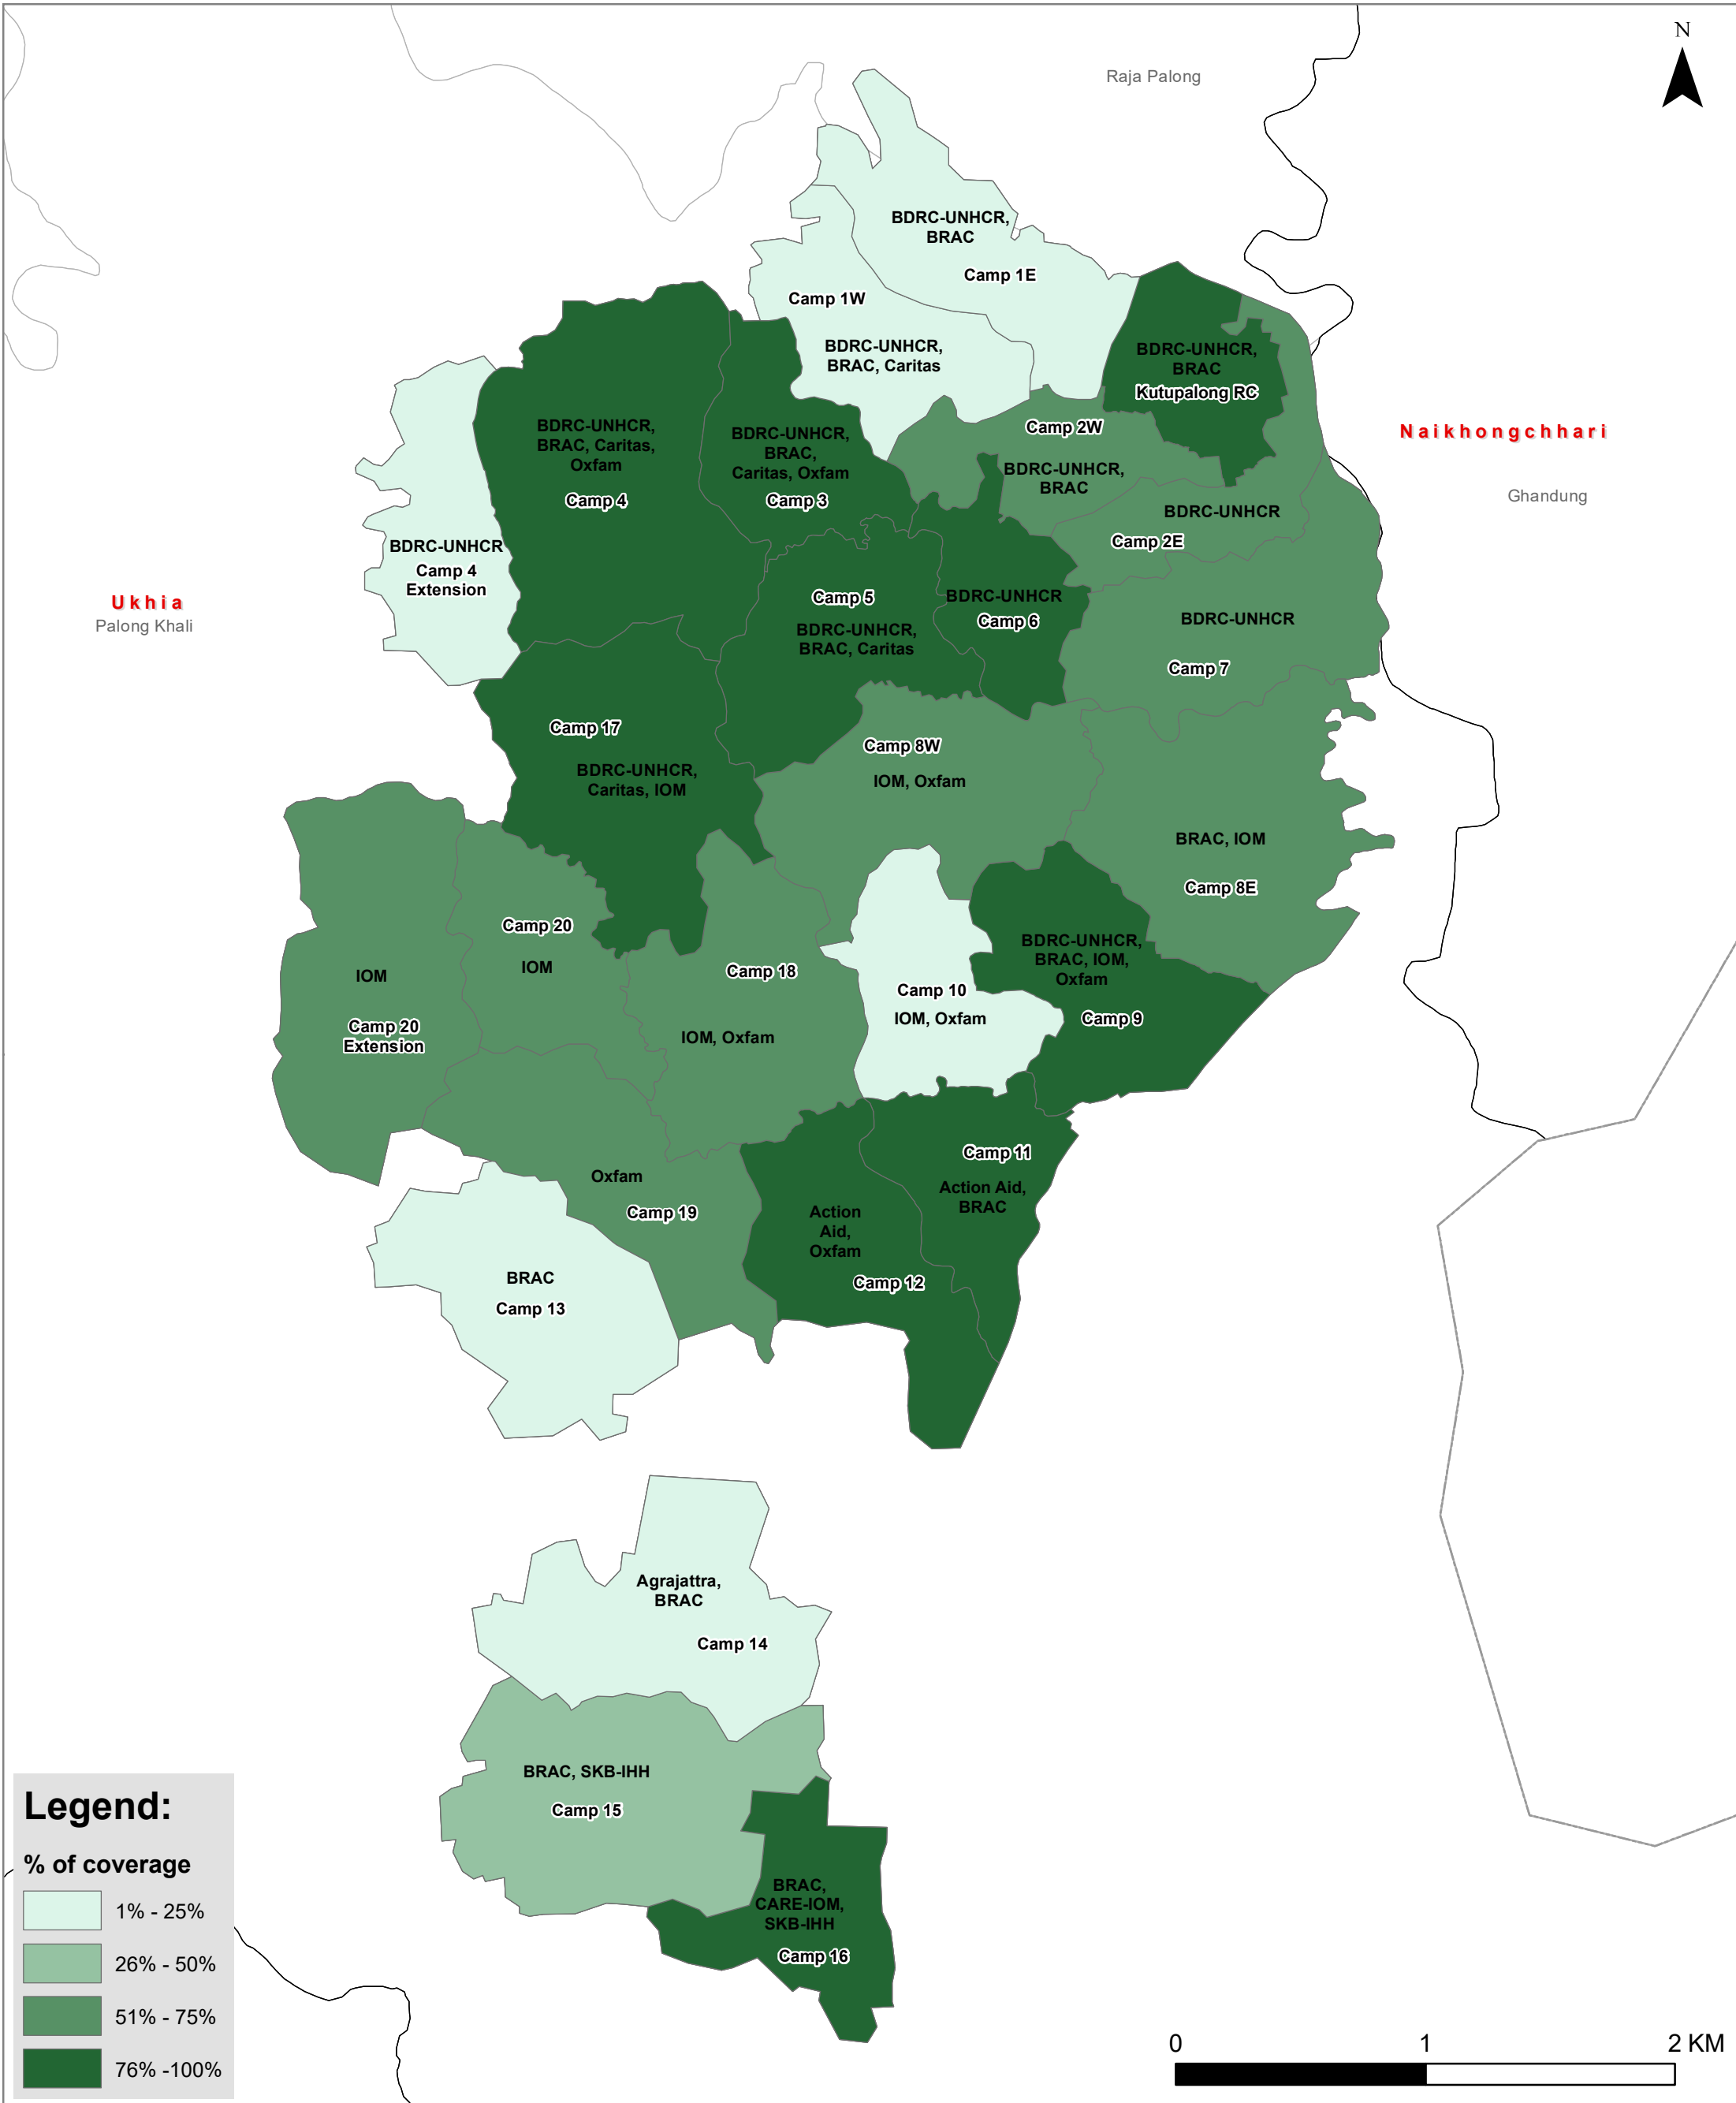 N
Raja Palong
BDRC-UNHCR,
BRAC
Camp 1E
Camp 1W
BDRC-UNHCR,
BRAC, Caritas
BDRC-UNHCR,
BRAC
Kutupalong RC
Naikhongchhari
Ghandung
BDRC-UNHCR,
BRAC, Caritas,
Oxfam
Camp 4
BDRC-UNHCR,
BRAC,
Caritas, Oxfam
Camp 3
Camp 2W
BDRC-UNHCR,
BRAC
BDRC-UNHCR
Camp 2E
BDRC-UNHCR
Camp 4
Extension
Ukhia
Palong Khali
Camp 5
BDRC-UNHCR,
BRAC, Caritas
BDRC-UNHCR
Camp 6
BDRC-UNHCR
Camp 7
Camp 17
BDRC-UNHCR,
Caritas, IOM
Camp 8W
IOM, Oxfam
BRAC, IOM
Camp 8E
Camp 20
IOM
IOM
Camp 20
Extension
Camp 18
IOM, Oxfam
Camp 10
IOM, Oxfam
BDRC-UNHCR,
BRAC, IOM,
Oxfam
Camp 9
Camp 11
Action Aid,
BRAC
Oxfam
Camp 19
Action
Aid,
Oxfam
Camp 12
BRAC
Camp 13
Agrajattra,
BRAC
Camp 14
BRAC, SKB-IHH
Camp 15
BRAC,
CARE-IOM,
SKB-IHH
Camp 16
Legend:
% of coverage
1% - 25%
26% - 50%
51% - 75%
76% -100%
0 1 2 KM